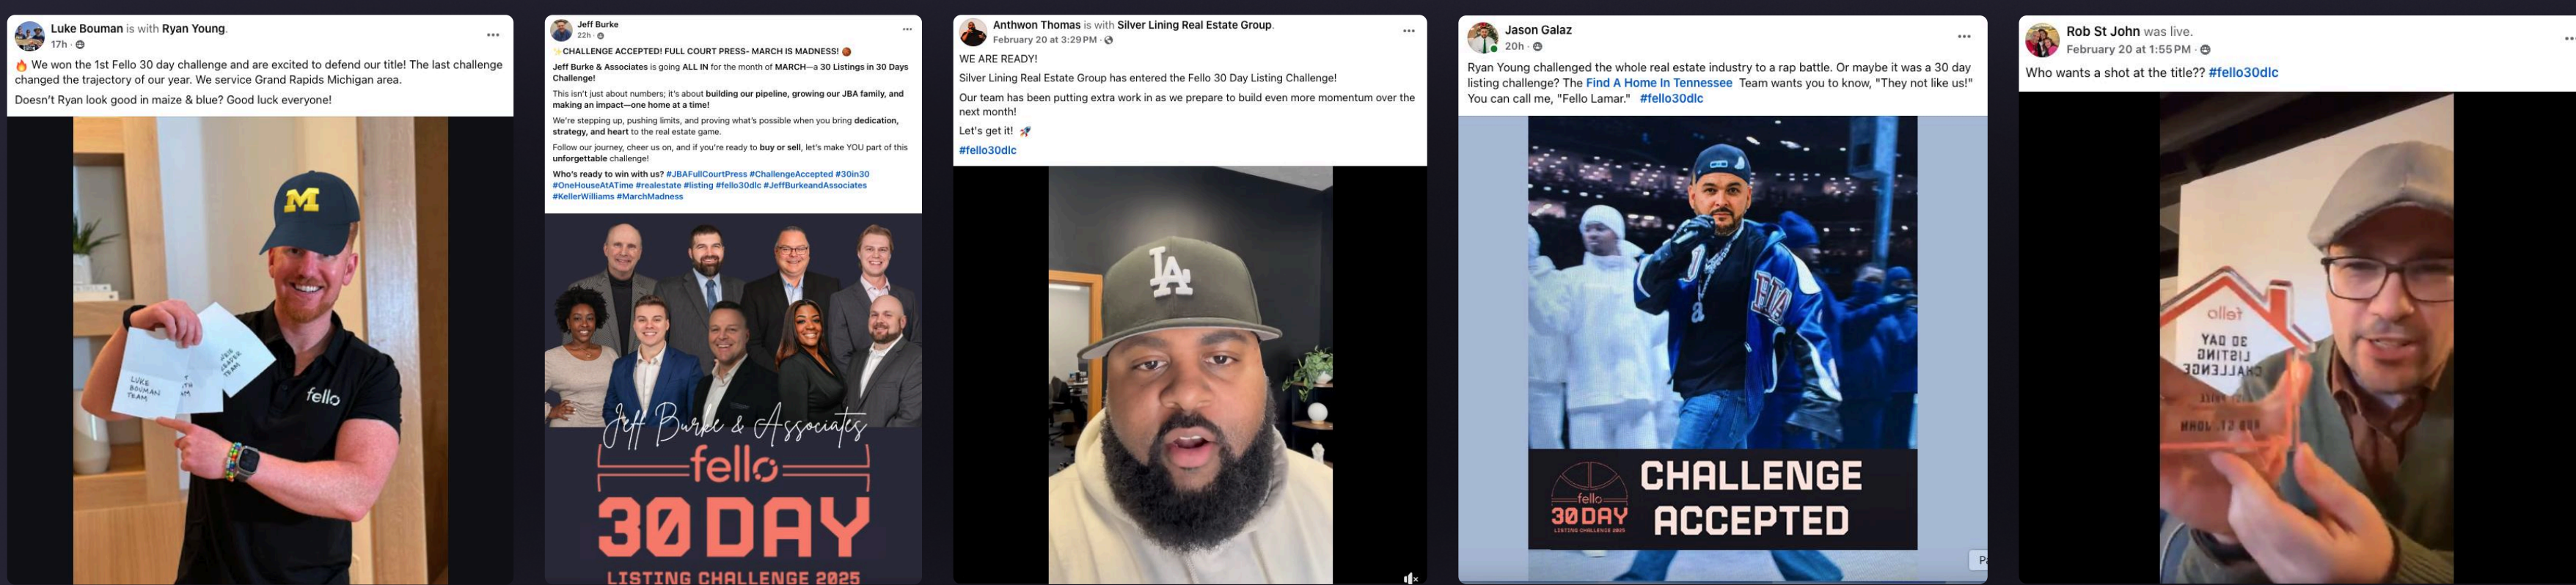 Luke Bouman is with Ryan Young.
17h ·
🔥 We won the 1st Fello 30 day challenge and are excited to defend our title! The last challenge
changed the trajectory of our year. We service Grand Rapids Michigan area.
Doesn't Ryan look good in maize & blue? Good luck everyone!
M
LUKE
BOUMAN
TEAM
TEAM
fello
Jeff Burke
22h ·
✨CHALLENGE ACCEPTED! FULL COURT PRESS- MARCH IS MADNESS! 🏀
Jeff Burke & Associates is going ALL IN for the month of MARCH—a 30 Listings in 30 Days
Challenge!
This isn't just about numbers; it's about building our pipeline, growing our JBA family, and
making an impact—one home at a time!
We're stepping up, pushing limits, and proving what's possible when you bring dedication,
strategy, and heart to the real estate game.
Follow our journey, cheer us on, and if you're ready to buy or sell, let's make YOU part of this
unforgettable challenge!
Who's ready to win with us? #JBAFullCourtPress #ChallengeAccepted #30in30
#OneHouseAtATime #realestate #listing #fello30dlc #JeffBurkeandAssociates
#KellerWilliams #MarchMadness
Jeff Burke & Associates
fello
30 DAY
LISTING CHALLENGE 2025
Anthwon Thomas is with Silver Lining Real Estate Group.
February 20 at 3:29 PM ·
WE ARE READY!
Silver Lining Real Estate Group has entered the Fello 30 Day Listing Challenge!
Our team has been putting extra work in as we prepare to build even more momentum over the
next month!
Let's get it! 🚀
#fello30dlc
LA
Jason Galaz
20h ·
Ryan Young challenged the whole real estate industry to a rap battle. Or maybe it was a 30 day
listing challenge? The Find A Home In Tennessee Team wants you to know, "They not like us!"
You can call me, "Fello Lamar." #fello30dlc
a
fello
30 DAY
LISTING CHALLENGE 2025
CHALLENGE
ACCEPTED
Rob St John was live.
February 20 at 1:55 PM ·
Who wants a shot at the title?? #fello30dlc
fello
30 DAY
LISTING
CHALLENGE
ROB ST. JOHN